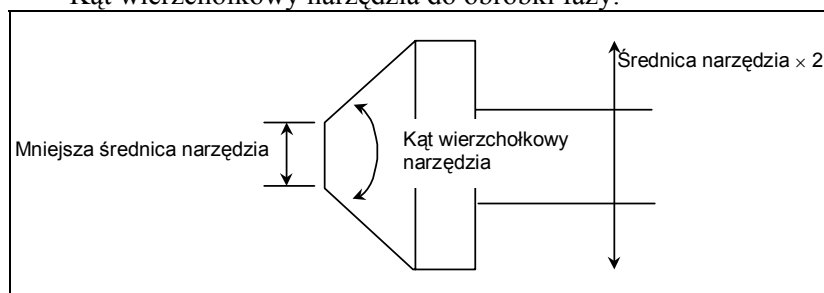 Kąt wierzchołkowy narzędzia do obróbki fazy.
Średnica narzędzia × 2
Mniejsza średnica narzędzia
Kąt wierzchołkowy
narzędzia